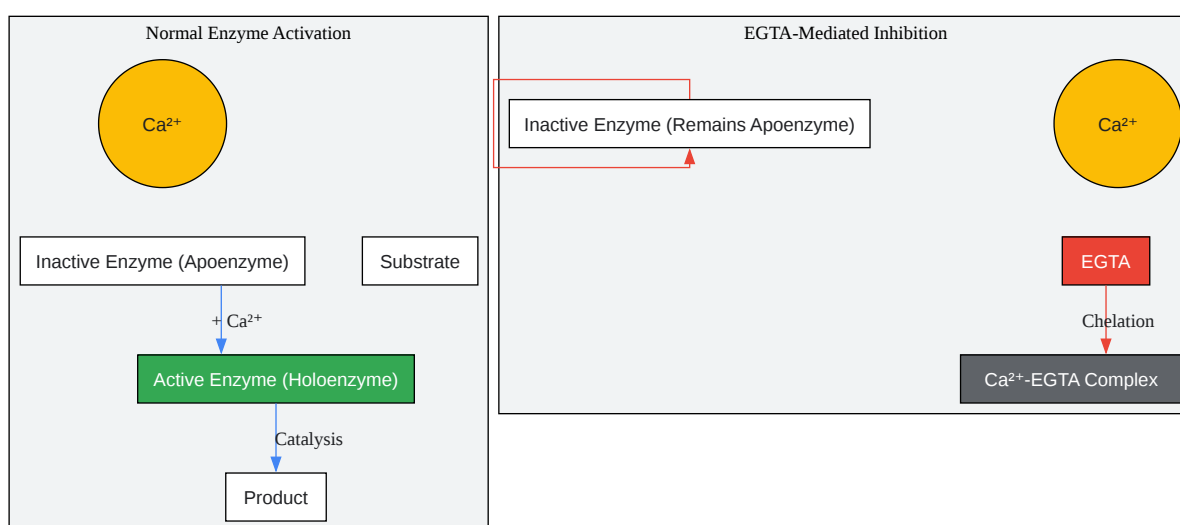 Normal Enzyme Activation
Ca²⁺
Inactive Enzyme (Apoenzyme)
Substrate
+ Ca²⁺
Active Enzyme (Holoenzyme)
Catalysis
Product
EGTA-Mediated Inhibition
Inactive Enzyme (Remains Apoenzyme)
Ca²⁺
EGTA
Chelation
Ca²⁺-EGTA Complex